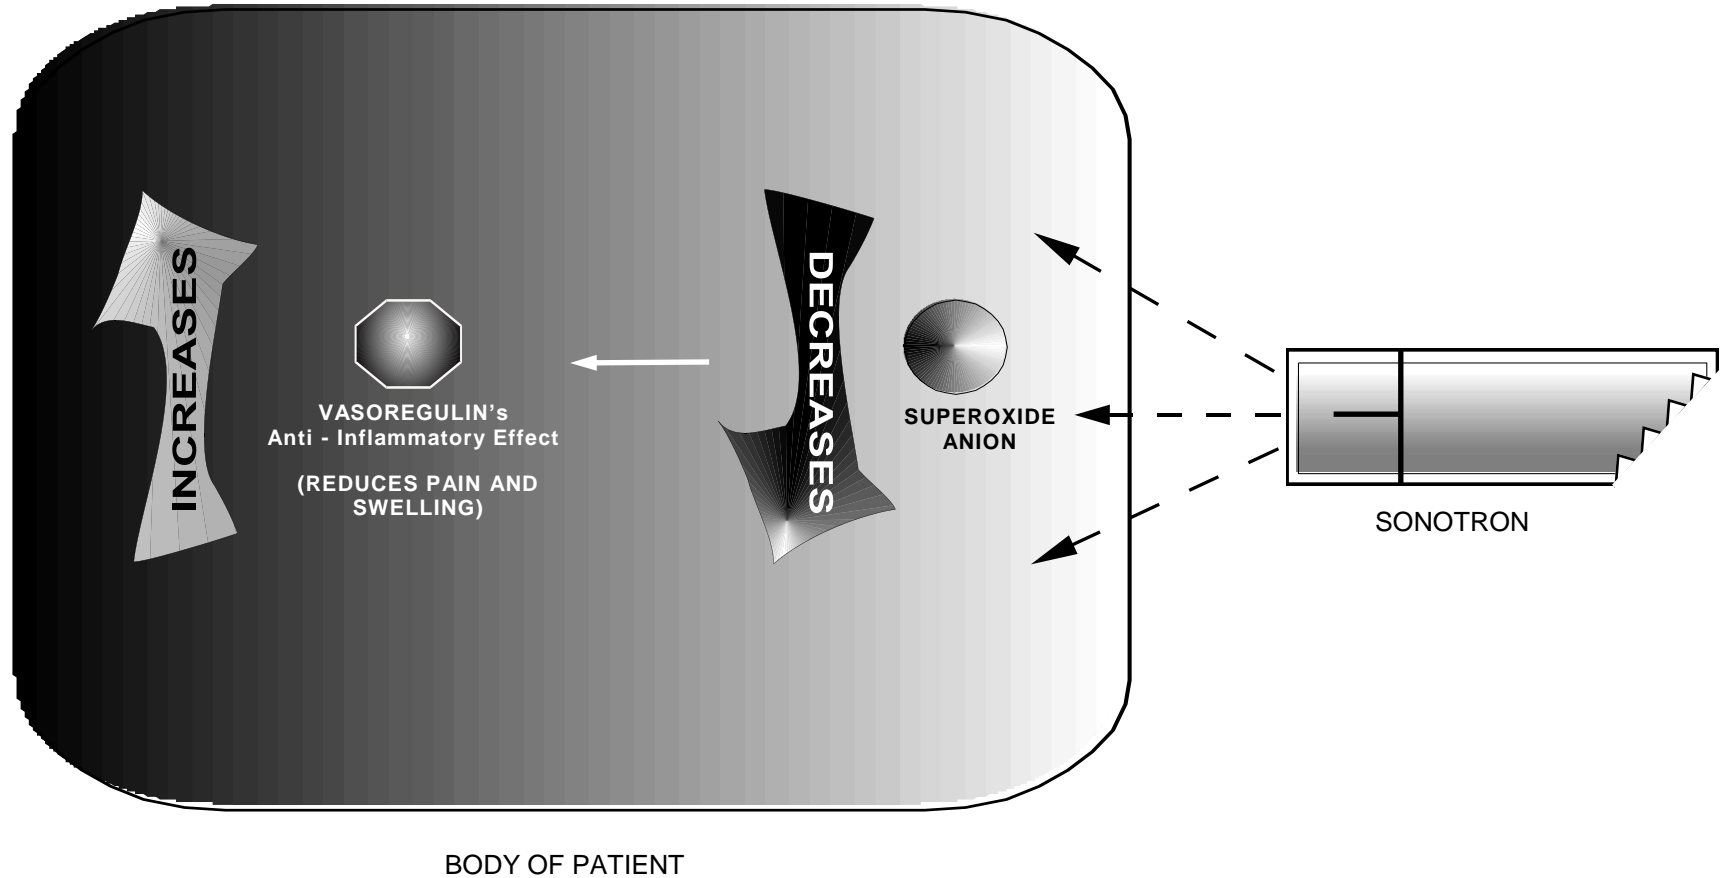 INCREASES
VASOREGULIN's
Anti - Inflammatory Effect
(REDUCES PAIN AND
SWELLING)
DECREASES
SUPEROXIDE
ANION
SONOTRON
BODY OF PATIENT